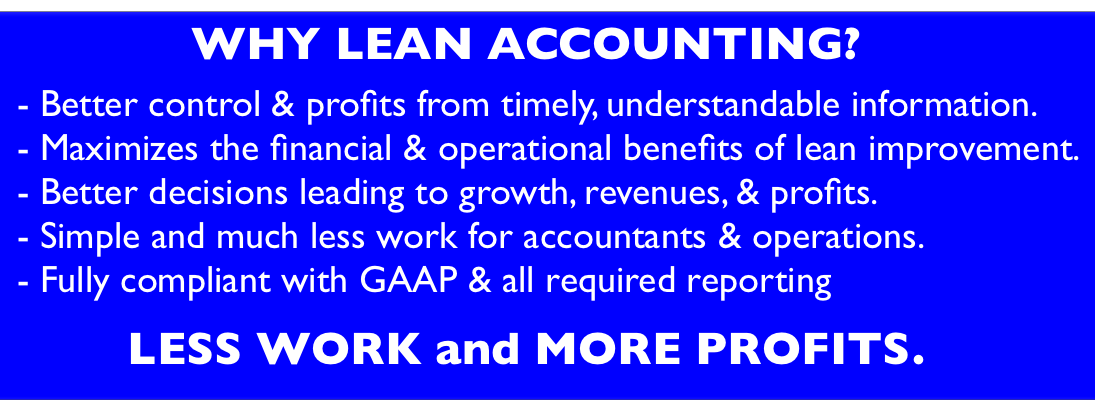 WHY LEAN ACCOUNTING?
- Better control & profits from timely, understandable information.
- Maximizes the financial & operational benefits of lean improvement.
- Better decisions leading to growth, revenues, & profits.
- Simple and much less work for accountants & operations.
- Fully compliant with GAAP & all required reporting
LESS WORK and MORE PROFITS.